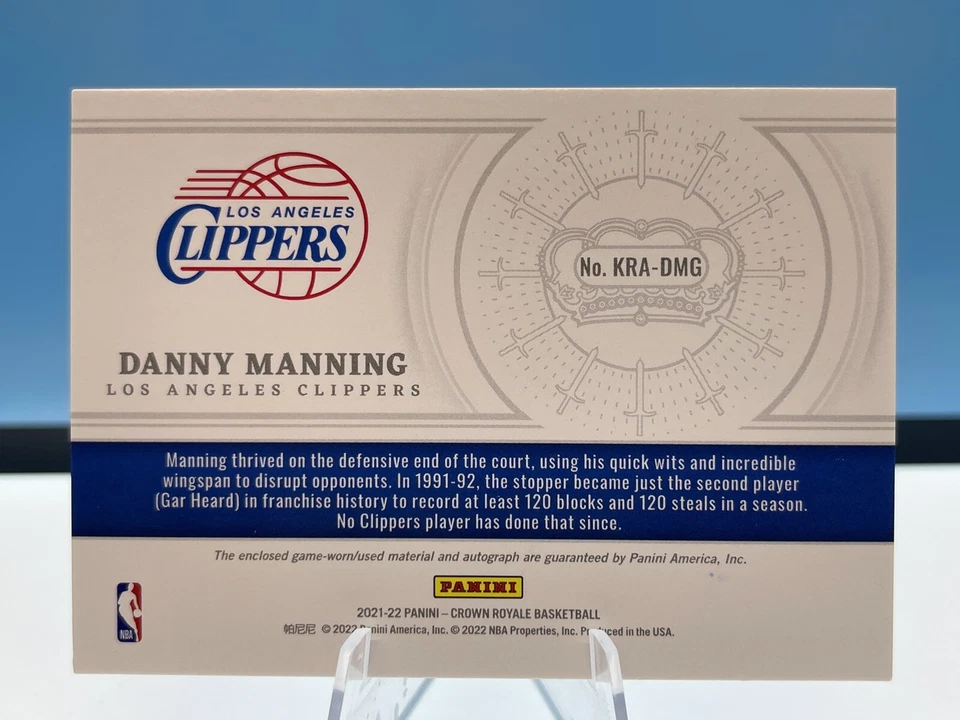 LOS ANGELES
CLIPPERS
No. KRA-DMG
DANNY MANNING
LOS ANGELES CLIPPERS
Manning thrived on the defensive end of the court, using his quick wits and incredible
wingspan to disrupt opponents. In 1991-92, the stopper became just the second player
(Gar Heard) in franchise history to record at least 120 blocks and 120 steals in a season.
No Clippers player has done that since.
The enclosed game-worn/used material and autograph are guaranteed by Panini America, Inc.
PANINI
NBA
2021-22 PANINI – CROWN ROYALE BASKETBALL
帕尼尼 © 2022 Panini America, Inc. © 2022 NBA Properties, Inc. Produced in the USA.